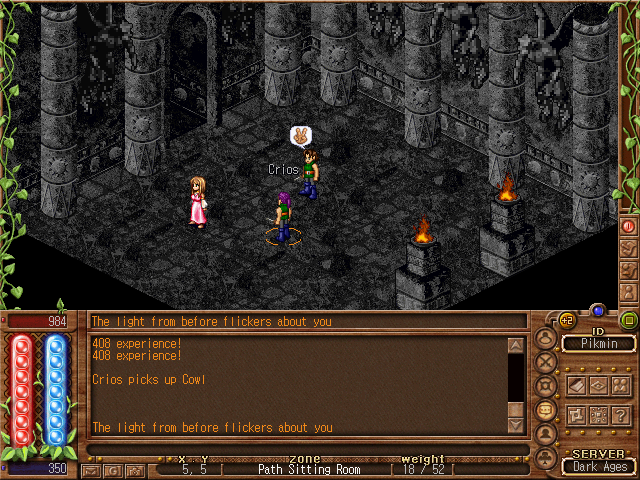 Crios
984
The light from before flickers about you
+2
408 experience!
408 experience!
Crios picks up Cowl
The light from before flickers about you
ID
Pikmin
x y zone weight
350
G
5, 5 [ Path Sitting Room [ 18 / 52 [
?
SERVER
Dark Ages